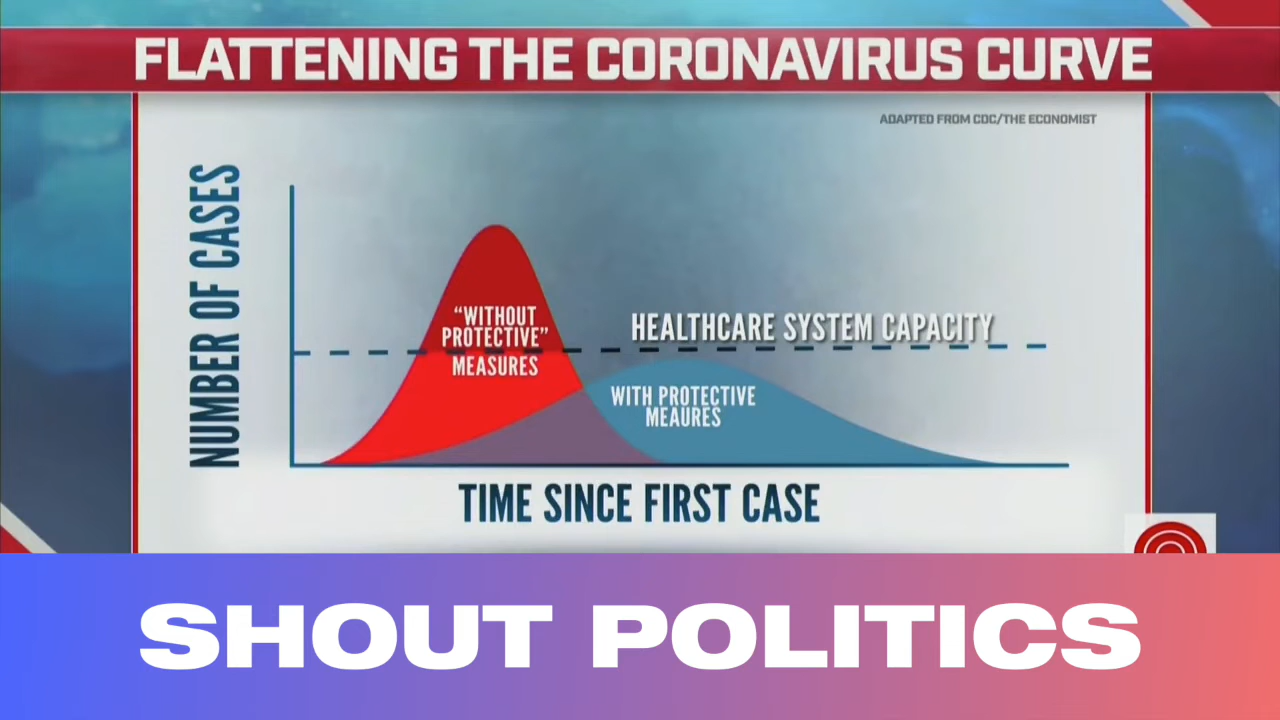 FLATTENING THE CORONAVIRUS CURVE
ADAPTED FROM CDC/THE ECONOMIST
NUMBER OF CASES
“WITHOUT
PROTECTIVE”
MEASURES
HEALTHCARE SYSTEM CAPACITY
WITH PROTECTIVE
MEAURES
TIME SINCE FIRST CASE
SHOUT POLITICS